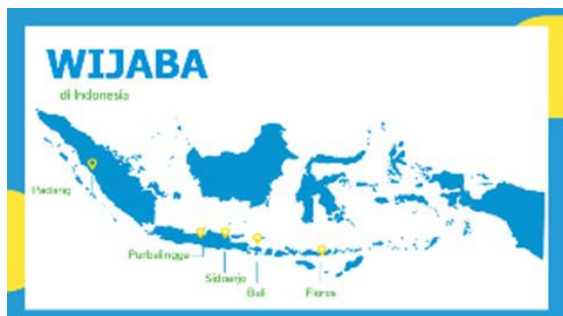 WIJABA
di Indonesia
Padang
Purbalingga
Sidoarjo
Bali
Flores